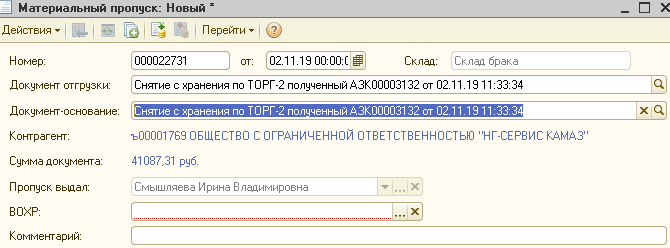 Материальный пропуск: Новый *
Действия Перейти ?
Номер: 000022731 от: 02.11.19 00:00:0 Склад: Склад брака
Документ отгрузки: Снятие с хранения по ТОРГ-2 полученный АЗК00003132 от 02.11.19 11:33:34
Документ-основание: Снятие с хранения по ТОРГ-2 полученный АЗК00003132 от 02.11.19 11:33:34
Контрагент: ъ00001769 ОБЩЕСТВО С ОГРАНИЧЕННОЙ ОТВЕТСТВЕННОСТЬЮ "НГ-СЕРВИС КАМАЗ"
Сумма документа: 41087,31 руб.
Пропуск выдал: Смышляева Ирина Владимировна
ВОХР:
Комментарий: